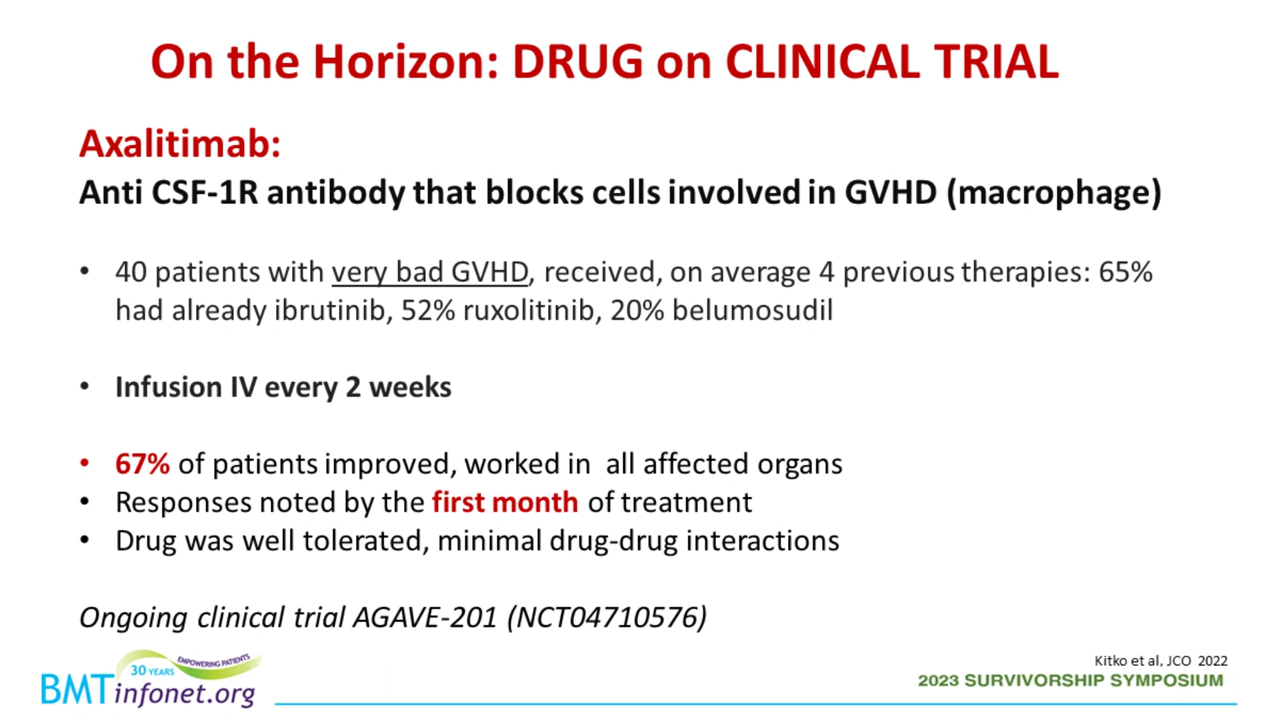 On the Horizon: DRUG on CLINICAL TRIAL
Axalitimab:
Anti CSF-1R antibody that blocks cells involved in GVHD (macrophage)
• 40 patients with very bad GVHD, received, on average 4 previous therapies: 65%
had already ibrutinib, 52% ruxolitinib, 20% belumosudil
• Infusion IV every 2 weeks
• 67% of patients improved, worked in all affected organs
• Responses noted by the first month of treatment
• Drug was well tolerated, minimal drug-drug interactions
Ongoing clinical trial AGAVE-201 (NCT04710576)
30 YEARS EMPOWERING PATIENTS
BMTinfonet.org
Kitko et al, JCO 2022
2023 SURVIVORSHIP SYMPOSIUM